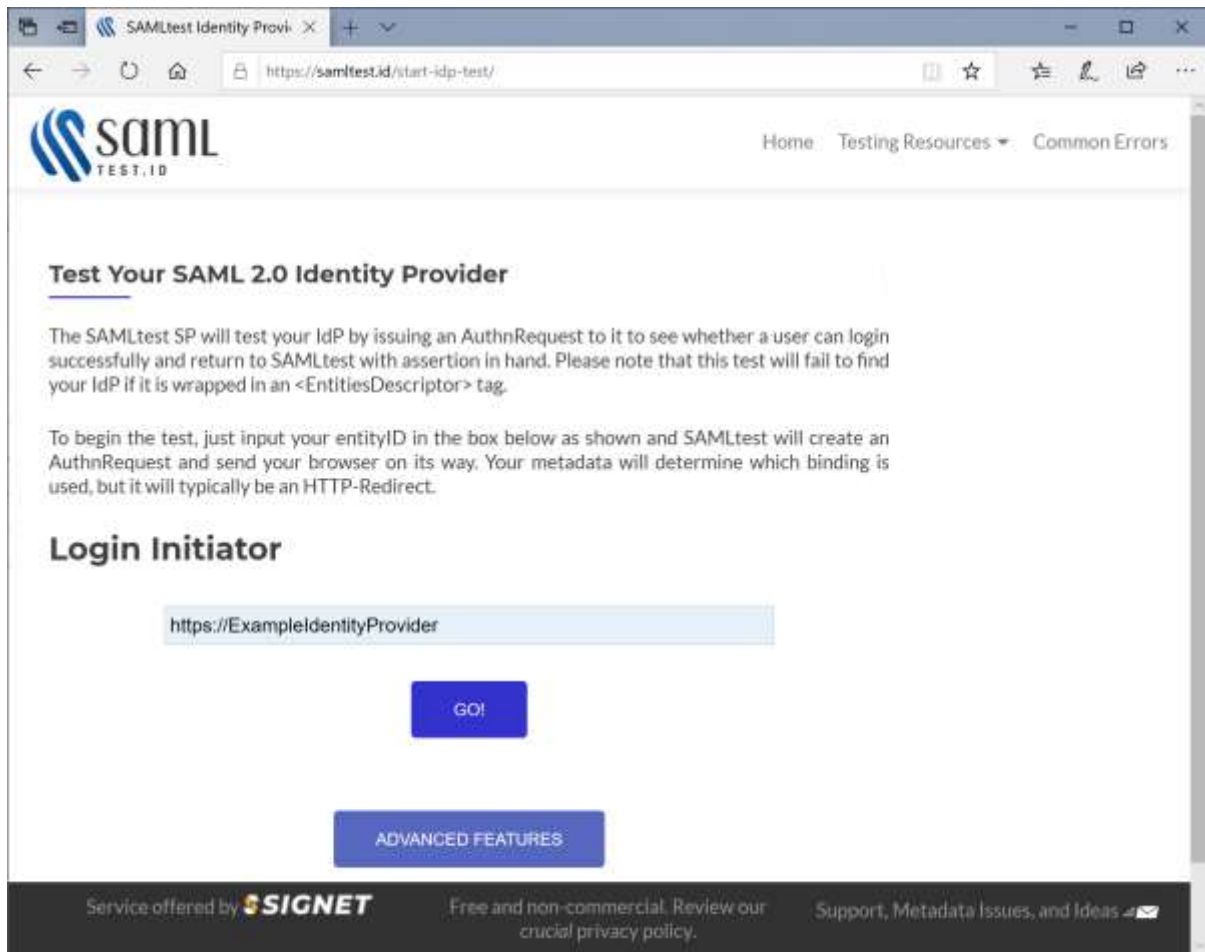 SAMLtest Identity Provi
https://samltest.id/start-idp-test/
saml
TEST.ID
Home Testing Resources Common Errors
Test Your SAML 2.0 Identity Provider
The SAMLtest SP will test your IdP by issuing an AuthnRequest to it to see whether a user can login
successfully and return to SAMLtest with assertion in hand. Please note that this test will fail to find
your IdP if it is wrapped in an <EntitiesDescriptor> tag.
To begin the test, just input your entityID in the box below as shown and SAMLtest will create an
AuthnRequest and send your browser on its way. Your metadata will determine which binding is
used, but it will typically be an HTTP-Redirect.
Login Initiator
https://ExampleIdentityProvider
GO!
ADVANCED FEATURES
Service offered by SIGNET
Free and non-commercial. Review our
crucial privacy policy.
Support, Metadata Issues, and Ideas